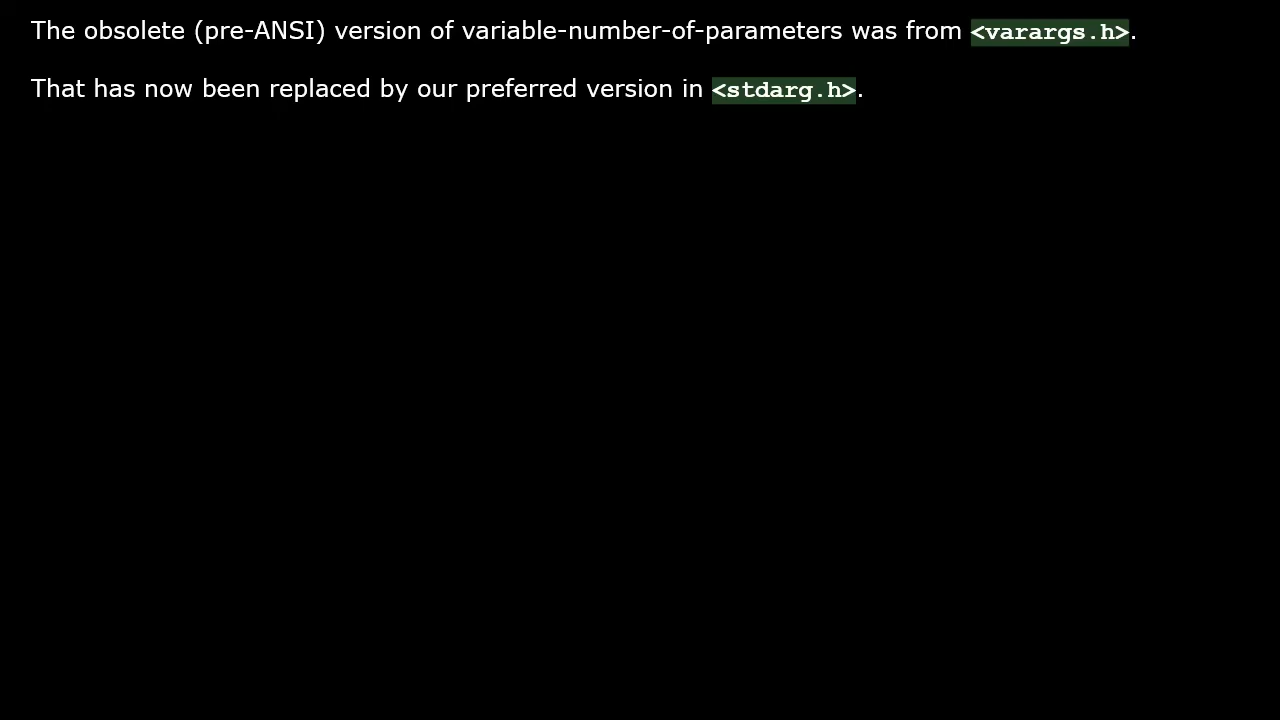 The obsolete (pre-ANSI) version of variable-number-of-parameters was from <varargs.h>.
That has now been replaced by our preferred version in <stdarg.h>.